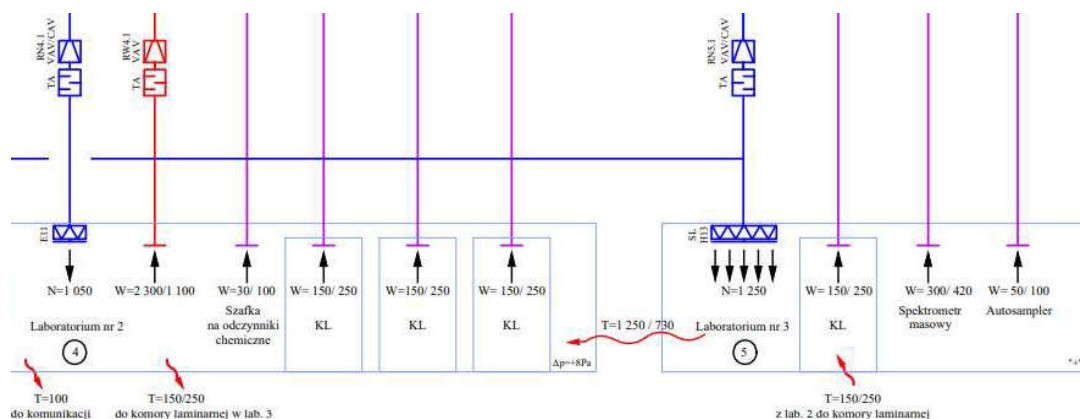 RN4.1
VAV/CAV
TA
RW4.1
VAV
TA
RN5.1
VAV/CAV
TA
E11
SL
H13
N=1 050
W=2 300/1 100
W=30/ 100
W= 150/ 250
W=150/ 250
W= 150/ 250
N=1 250
W= 150/ 250
W= 300/ 420
W= 50/ 100
Szafka
na odczynniki
chemiczne
KL
KL
KL
KL
Spektrometr
masowy
Autosampler
Laboratorium nr 2
4
T=1 250 / 730
Laboratorium nr 3
5
Δp=+8Pa
T=100
do komunikacji
T=150/250
do komory laminarnej w lab. 3
T=150/250
z lab. 2 do komory laminarnej